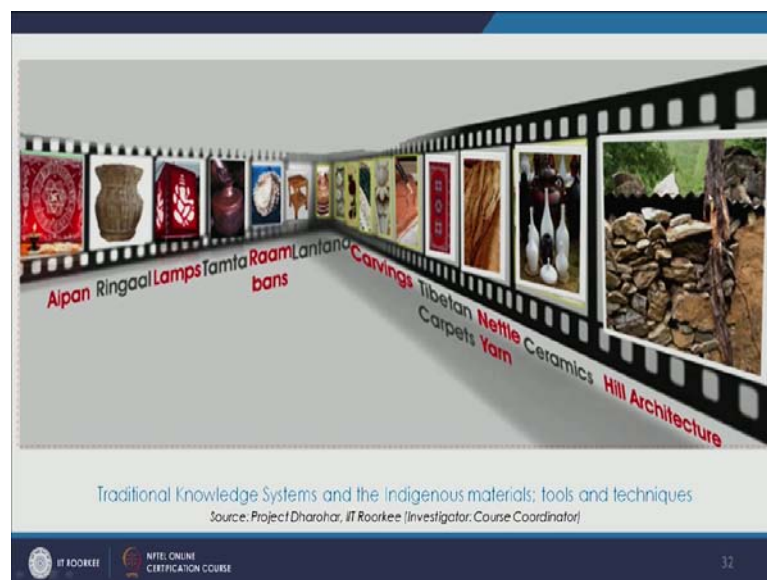 Aipan Ringaal Lamps Tamta Raam bans Lantana Carvings Tibetan Carpets Nettle Yarn Ceramics Hill Architecture
Traditional Knowledge Systems and the Indigenous materials; tools and techniques
Source: Project Dharohar, IIT Roorkee (Investigator: Course Coordinator)
IIT ROORKEE
NPTEL ONLINE
CERTIFICATION COURSE
32